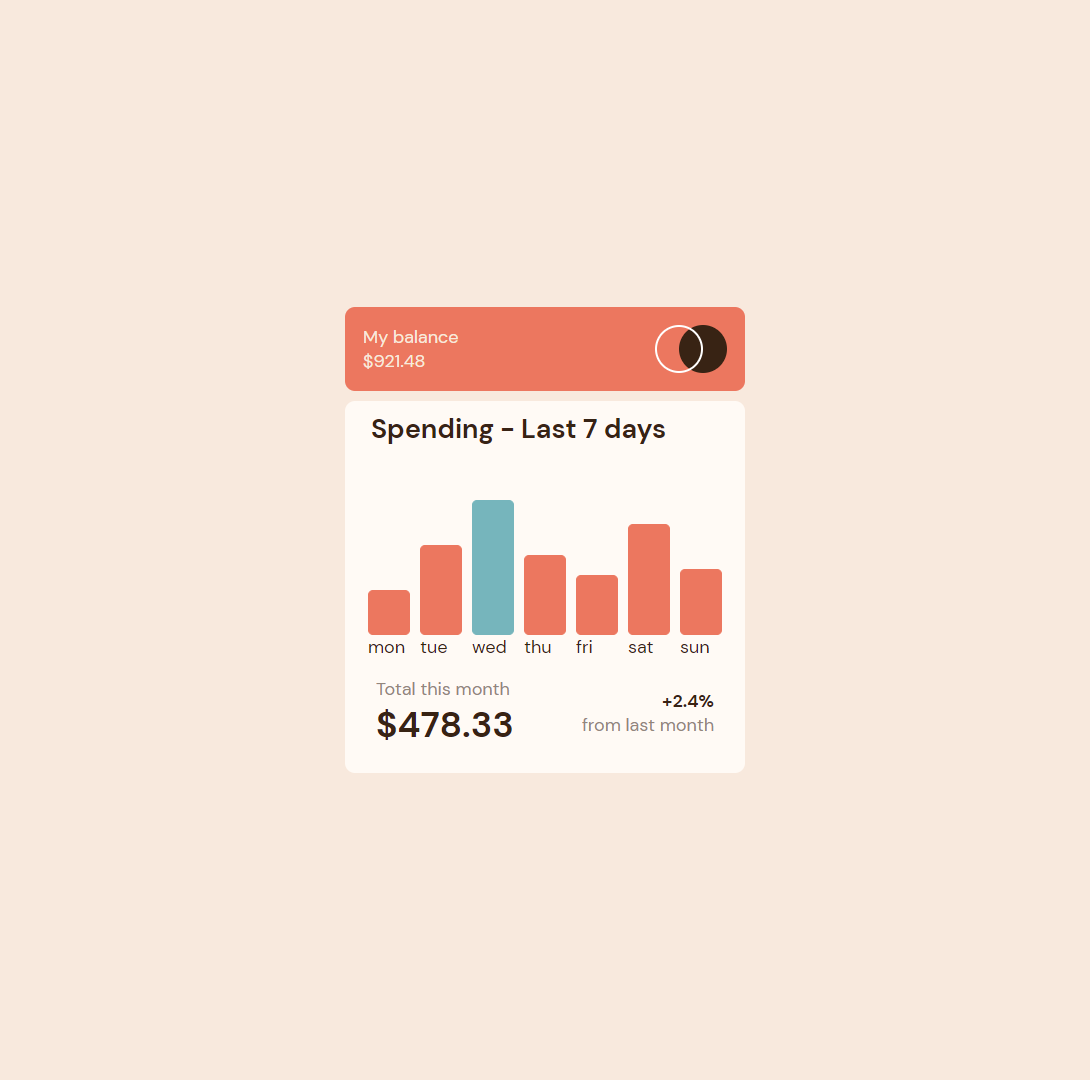 My balance
$921.48
Spending - Last 7 days
mon tue wed thu fri sat sun
Total this month
$478.33
+2.4%
from last month